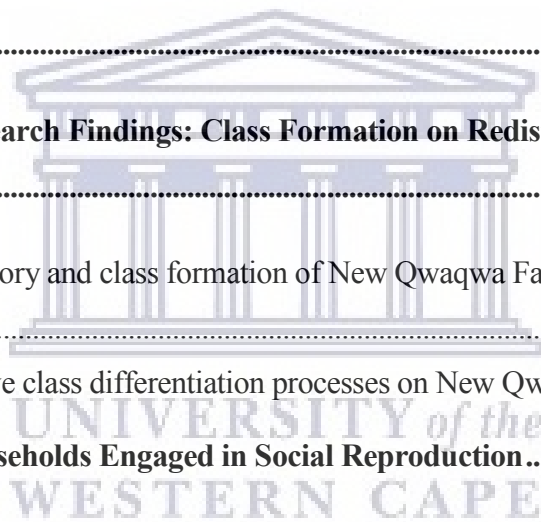 ................................................................
arch Findings: Class Formation on Redis
................................................................
ory and class formation of New Qwaqwa Fa
................................................................
e class differentiation processes on New Qw
UNIVERSITY of the
seholds Engaged in Social Reproduction..
WESTERN CAPE